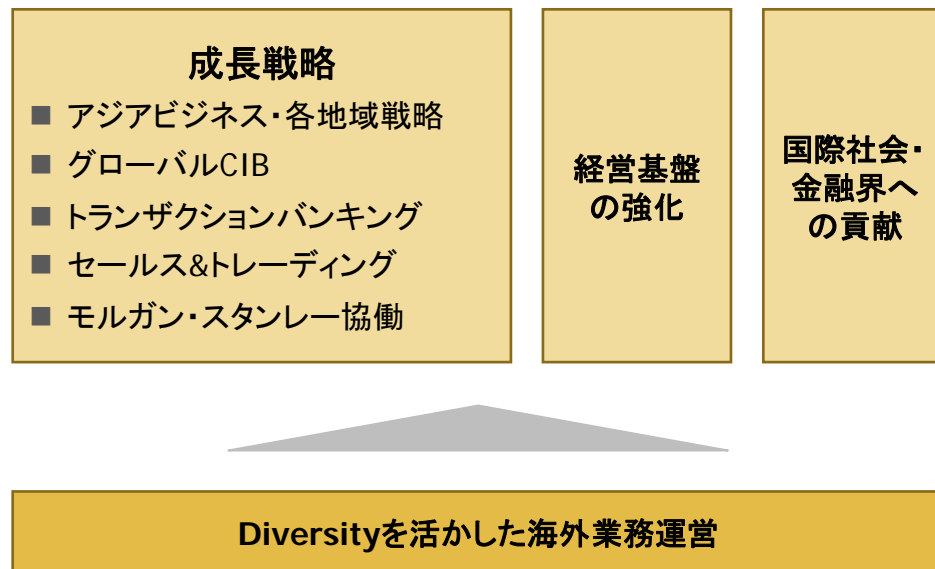 成長戦略
■ アジアビジネス・各地域戦略
■ グローバルCIB
■ トランザクションバンキング
■ セールス&トレーディング
■ モルガン・スタンレー協働
経営基盤
の強化
国際社会・
金融界へ
の貢献
Diversityを活かした海外業務運営